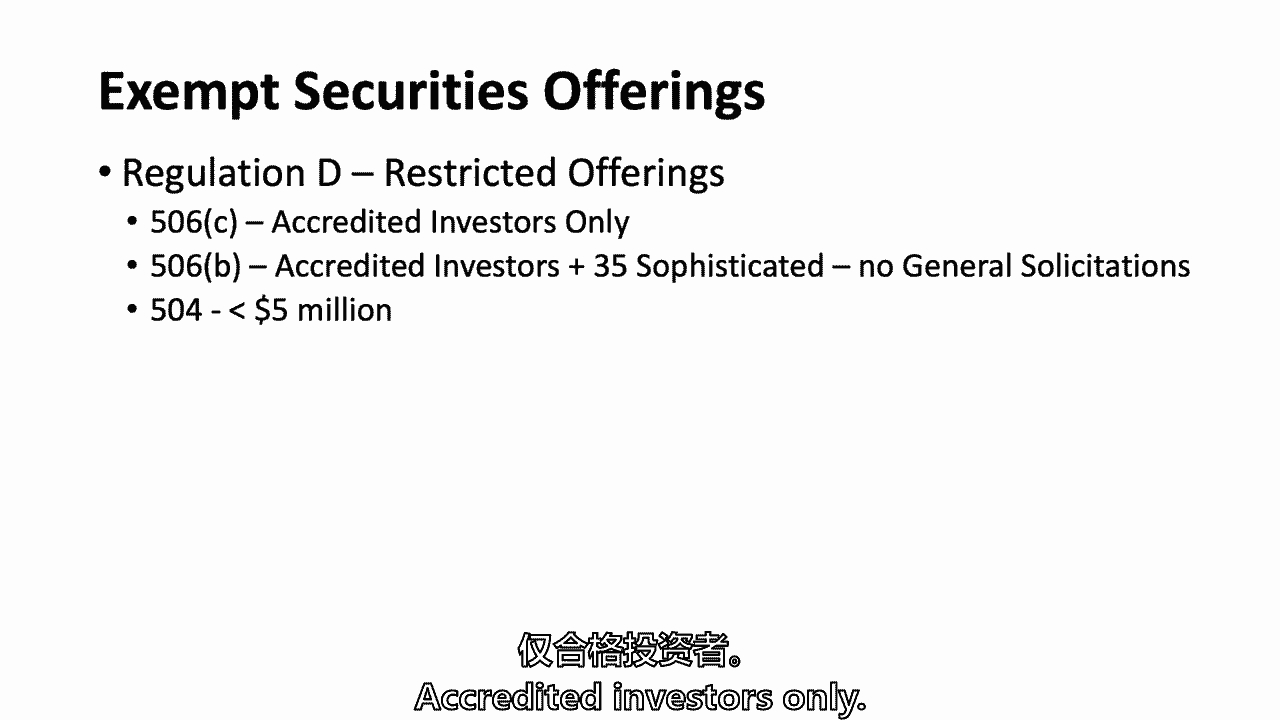 Exempt Securities Offerings
• Regulation D – Restricted Offerings
• 506(c) – Accredited Investors Only
• 506(b) – Accredited Investors + 35 Sophisticated – no General Solicitations
• 504 - < $5 million
仅合格投资者。
Accredited investors only.